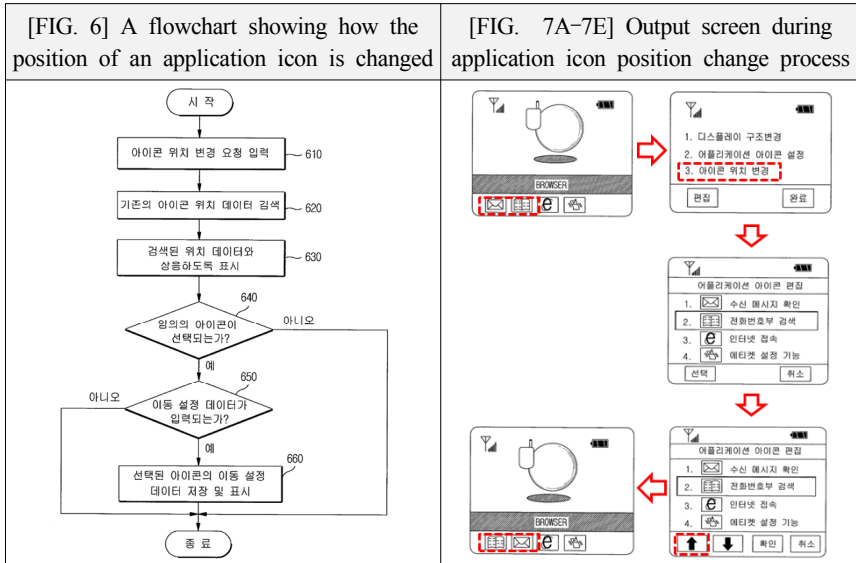 [FIG. 6] A flowchart showing how the
position of an application icon is changed
[FIG. 7A-7E] Output screen during
application icon position change process
시 작
아이콘 위치 변경 요청 입력
610
기존의 아이콘 위치 데이터 검색
620
검색된 위치 데이터와
상응하도록 표시
630
640
임의의 아이콘이
선택되는가?
아니오
예
650
이동 설정 데이터가
입력되는가?
아니오
예
660
선택된 아이콘의 이동 설정
데이터 저장 및 표시
종 료
BROWSER
e
1. 디스플레이 구조변경
2. 어플리케이션 아이콘 설정
3. 아이콘 위치 변경
편집
완료
어플리케이션 아이콘 편집
1. 수신 메시지 확인
2. 전화번호부 검색
3. e 인터넷 접속
4. 에티켓 설정 기능
선택
취소
어플리케이션 아이콘 편집
1. 수신 메시지 확인
2. 전화번호부 검색
3. e 인터넷 접속
4. 에티켓 설정 기능
확인
취소
BROWSER
e